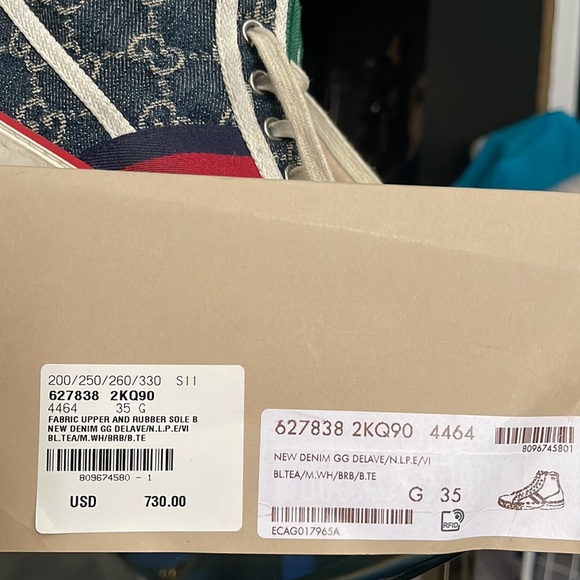 200/250/260/330 S11
627838 2KQ90
4464 35 G
FABRIC UPPER AND RUBBER SOLE B.
NEW DENIM GG DELAVE/N.L.P.E/VI
BL.TEA/M.WH/BRB/B.TE
809674580 - 1
USD 730.00
627838 2KQ90 4464
8096745801
NEW DENIM GG DELAVE/N.L.P.E/VI
BL.TEA/M.WH/BRB/B.TE
G 35
RFID
ECAG017965A